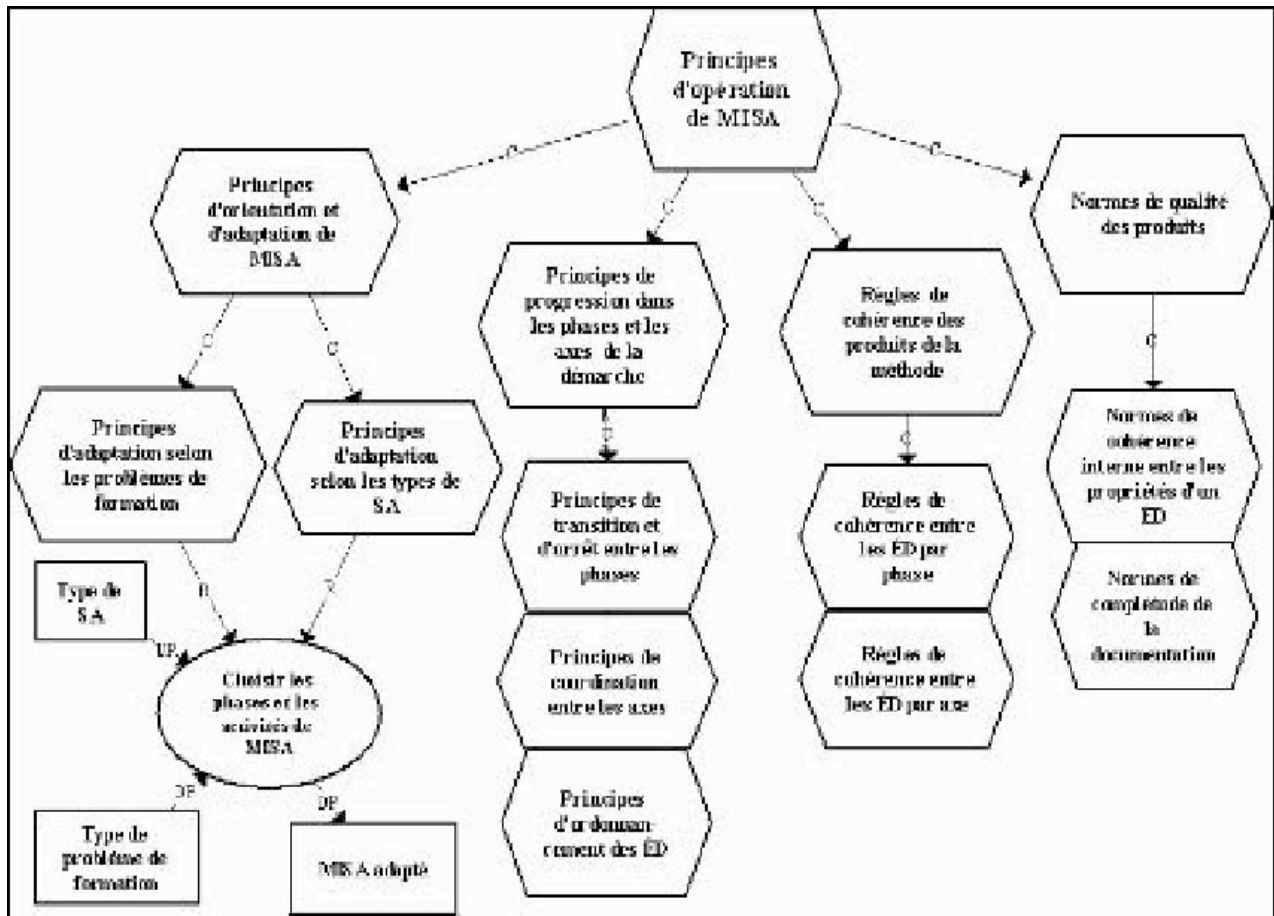 Principes
d'opération
de MISA
C
C
C
C
Principes
d'orientation et
d'adaptation de
MISA
Normes de qualité
des produits
Principes de
progression dans
les phases et les
axes de la
démarche
Règles de
cohérence des
produits de la
méthode
C
C
C
C
C
Principes
d'adaptation selon
les problèmes de
formation
Principes
d'adaptation
selon les types de
SA
Principes de
transition et
d'arrêt entre les
phases
Principes de
coordination
entre les axes
Principes
d'ordonnan-
cement des ÉD
Règles de
cohérence entre
les ÉD par
phase
Règles de
cohérence entre
les ÉD par axe
Normes de
cohérence
interne entre les
propriétés d'un
ÉD
Normes de
complétude de
la
documentation
Type de
SA
R
Choisir les
phases et les
activités de
MISA
Type de
problème de
formation
MISA adapté